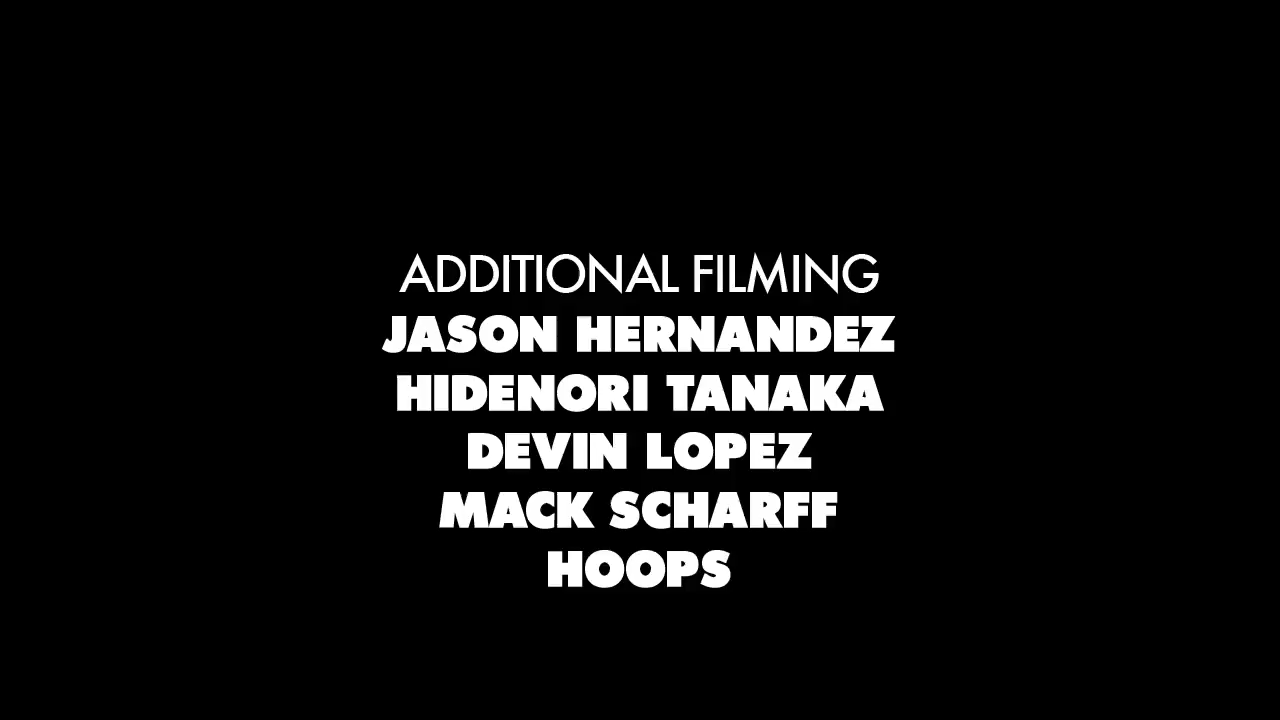 ADDITIONAL FILMING
JASON HERNANDEZ
HIDENORI TANAKA
DEVIN LOPEZ
MACK SCHARFF
HOOPS